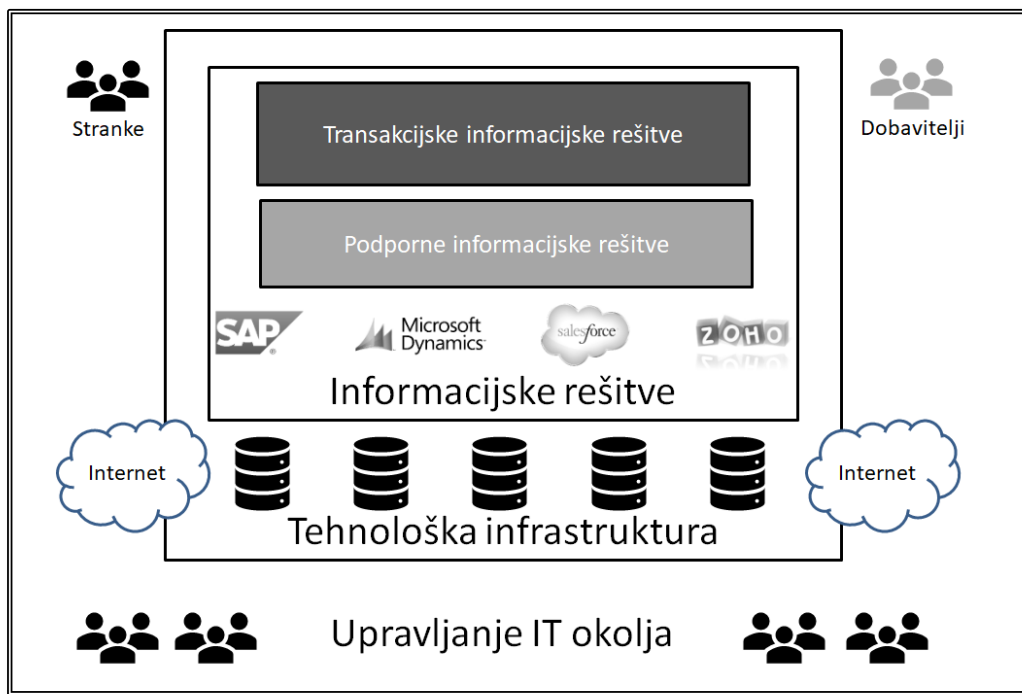 Stranke
Dobavitelji
Transakcijske informacijske rešitve
Podporne informacijske rešitve
SAP
Microsoft
Dynamics
salesforce
ZOHO
Informacijske rešitve
Internet
Internet
Tehnološka infrastruktura
Upravljanje IT okolja